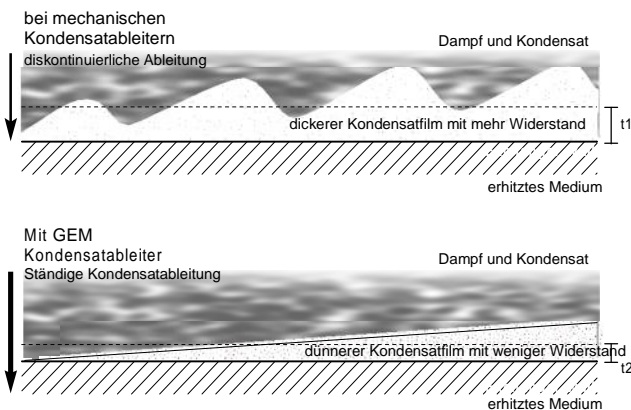 bei mechanischen
Kondensatableitern
diskontinuierliche Ableitung
Dampf und Kondensat
dickerer Kondensatfilm mit mehr Widerstand
t1
erhitztes Medium
Mit GEM
Kondensatableiter
Ständige Kondensatableitung
Dampf und Kondensat
dünnerer Kondensatfilm mit weniger Widerstand
t2
erhitztes Medium